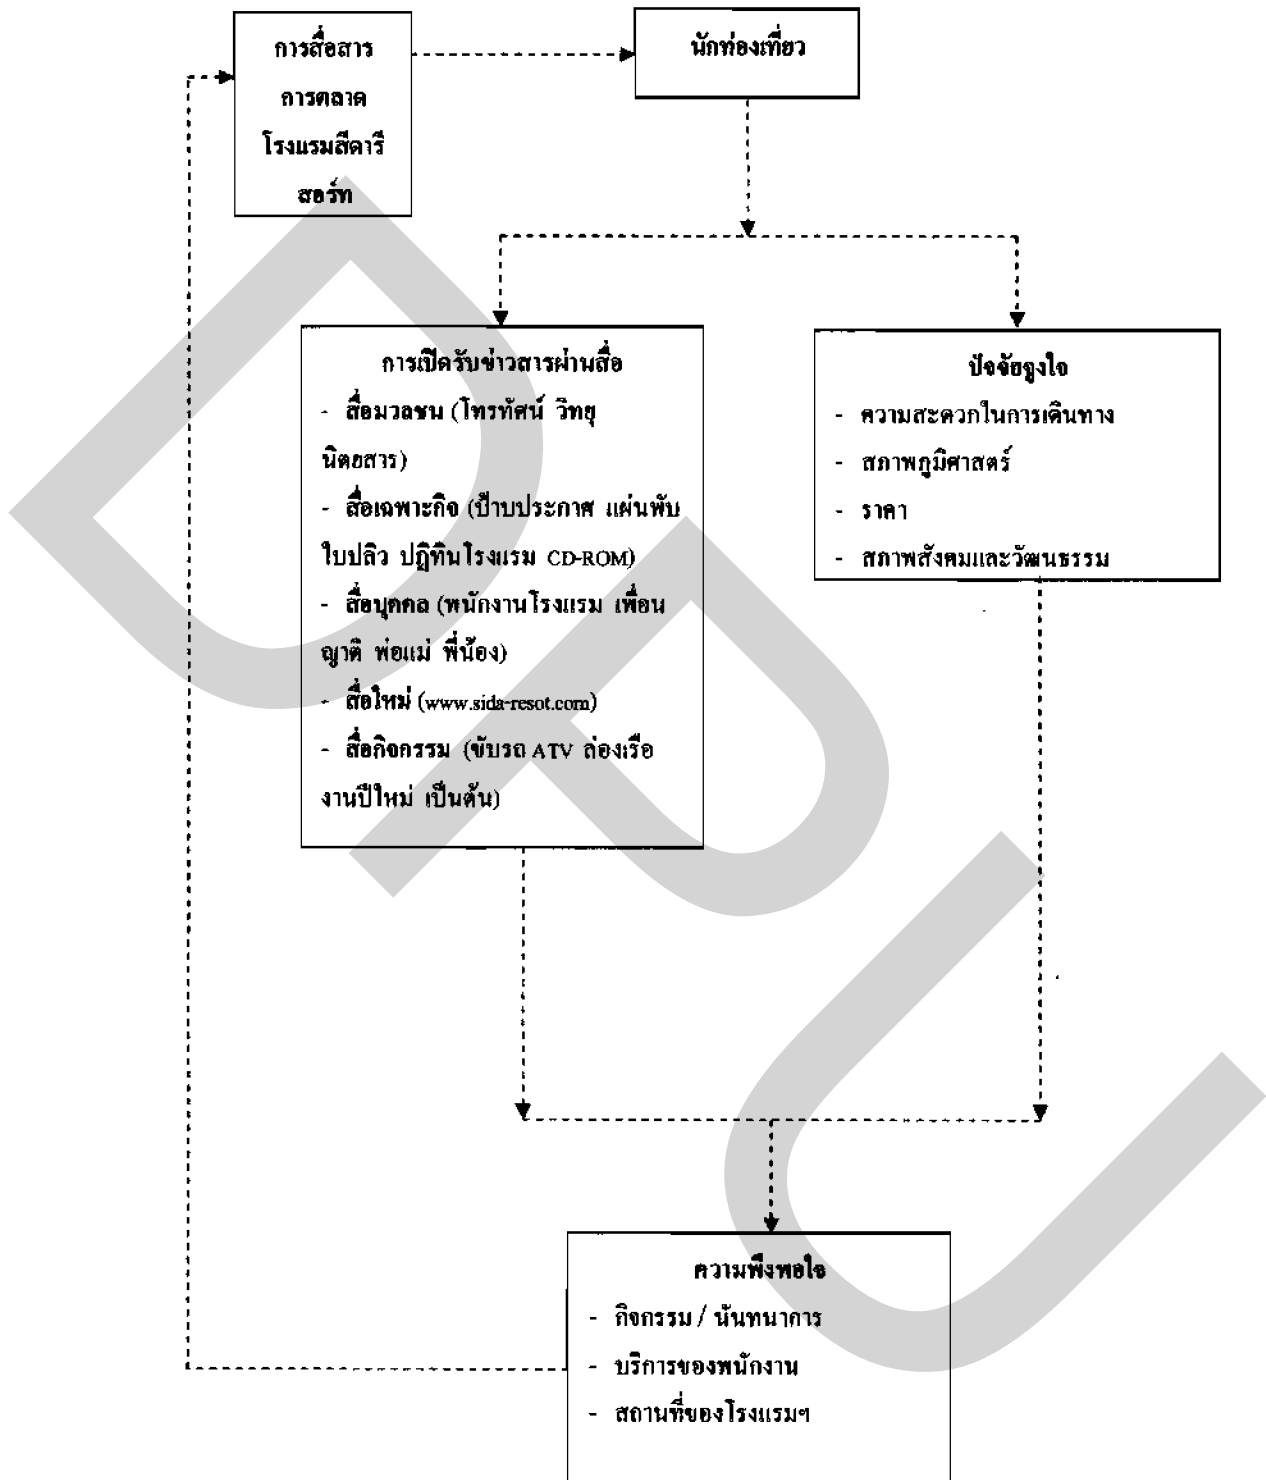 การสื่อสาร
การตลาด
โรงแรมสีดารี
สอร์ท
นักท่องเที่ยว
การเปิดรับข่าวสารผ่านสื่อ
- สื่อมวลชน (โทรทัศน์ วิทยุ
นิตยสาร)
- สื่อเฉพาะกิจ (ป้ายประกาศ แผ่นพับ
ใบปลิว ปฏิทินโรงแรม CD-ROM)
- สื่อบุคคล (พนักงานโรงแรม เพื่อน
ญาติ พ่อแม่ พี่น้อง)
- สื่อใหม่ (www.sida-resot.com)
- สื่อกิจกรรม (ขับรถ ATV ล่องเรือ
งานปีใหม่ เป็นต้น)
ปัจจัยจูงใจ
- ความสะดวกในการเดินทาง
- สภาพภูมิศาสตร์
- ราคา
- สภาพสังคมและวัฒนธรรม
ความพึงพอใจ
- กิจกรรม / นันทนาการ
- บริการของพนักงาน
- สถานที่ของโรงแรมฯ
DPU